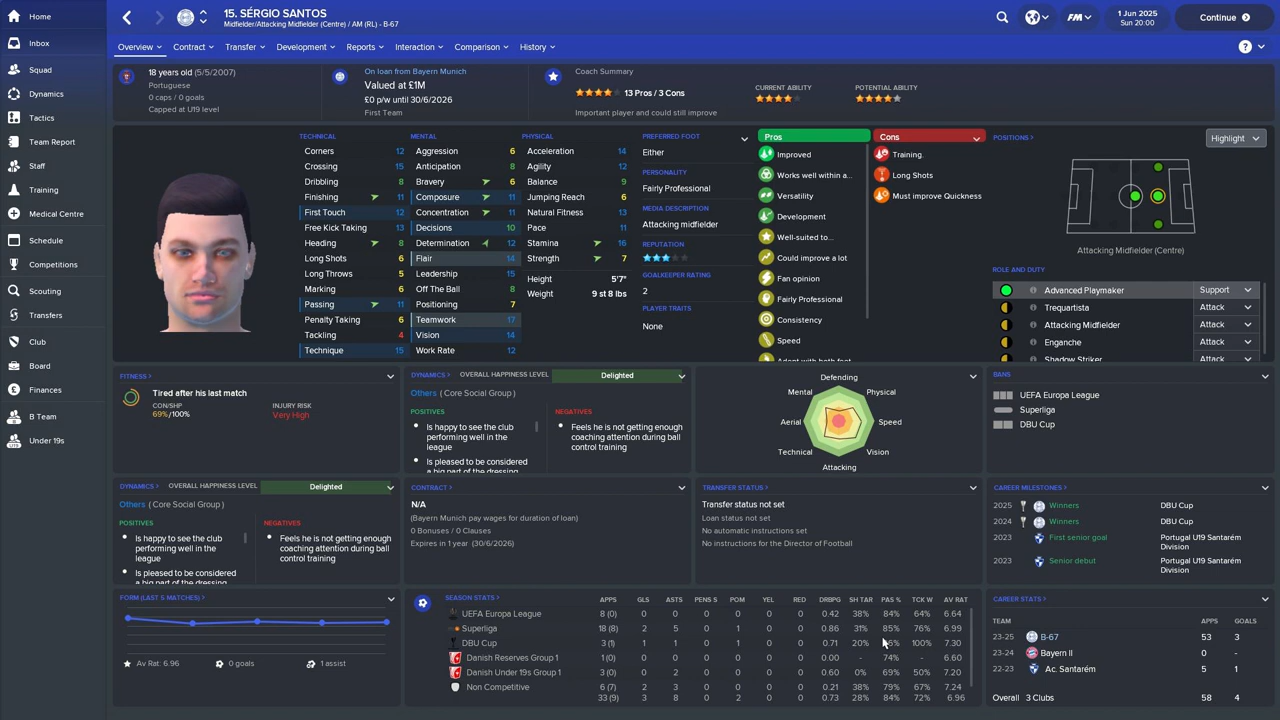 Home
Inbox
Squad
Dynamics
Tactics
Team Report
Staff
Training
Medical Centre
Schedule
Competitions
Scouting
Transfers
Club
Board
Finances
B Team
Under 19s
15. SÉRGIO SANTOS
Midfielder/Attacking Midfielder (Centre) / AM (RL) - B-67
1 Jun 2025
Sun 20:00
FM
Continue
Overview
Contract
Transfer
Development
Reports
Interaction
Comparison
History
?
18 years old (5/5/2007)
Portuguese
0 caps / 0 goals
Capped at U19 level
On loan from Bayern Munich
Valued at £1M
£0 p/w until 30/6/2026
First Team
Coach Summary
13 Pros / 3 Cons
Important player and could still improve
CURRENT ABILITY
POTENTIAL ABILITY
TECHNICAL
Corners 12
Crossing 15
Dribbling 8
Finishing 11
First Touch 12
Free Kick Taking 13
Heading 8
Long Shots 6
Long Throws 5
Marking 6
Passing 11
Penalty Taking 6
Tackling 4
Technique 15
MENTAL
Aggression 6
Anticipation 8
Bravery 6
Composure 11
Concentration 11
Decisions 10
Determination 12
Flair 14
Leadership 15
Off The Ball 8
Positioning 7
Teamwork 17
Vision 14
Work Rate 12
PHYSICAL
Acceleration 14
Agility 12
Balance 9
Jumping Reach 6
Natural Fitness 13
Pace 11
Stamina 16
Strength 7
Height 5'7"
Weight 9 st 8 lbs
PREFERRED FOOT
Either
PERSONALITY
Fairly Professional
MEDIA DESCRIPTION
Attacking midfielder
REPUTATION
GOALKEEPER RATING
2
PLAYER TRAITS
None
Pros
Improved
Works well within a...
Versatility
Development
Well-suited to...
Could improve a lot
Fan opinion
Fairly Professional
Consistency
Speed
Cons
Training.
Long Shots
Must improve Quickness
POSITIONS >
Highlight
Attacking Midfielder (Centre)
ROLE AND DUTY
Advanced Playmaker Support
Trequartista Attack
Attacking Midfielder Attack
Enganche Attack
Shadow Striker Attack
FITNESS >
Tired after his last match
CON/SHP
69%/100%
INJURY RISK
Very High
DYNAMICS > OVERALL HAPPINESS LEVEL Delighted
Others ( Core Social Group )
POSITIVES
Is happy to see the club performing well in the league
Is pleased to be considered a big part of the dressing
NEGATIVES
Feels he is not getting enough coaching attention during ball control training
Defending
Physical
Speed
Vision
Attacking
Technical
Aerial
Mental
BANS
UEFA Europa League
Superliga
DBU Cup
DYNAMICS > OVERALL HAPPINESS LEVEL Delighted
Others ( Core Social Group )
POSITIVES
Is happy to see the club performing well in the league
Is pleased to be considered a big part of the dressing
NEGATIVES
Feels he is not getting enough coaching attention during ball control training
CONTRACT >
N/A
(Bayern Munich pay wages for duration of loan)
0 Bonuses / 0 Clauses
Expires in 1 year (30/6/2026)
TRANSFER STATUS >
Transfer status not set
Loan status not set
No automatic instructions set
No instructions for the Director of Football
CAREER MILESTONES >
2025 Winners DBU Cup
2024 Winners DBU Cup
2023 First senior goal Portugal U19 Santarém Division
2023 Senior debut Portugal U19 Santarém Division
FORM (LAST 5 MATCHES) >
Av Rat: 6.96
0 goals
1 assist
SEASON STATS > APPS GLS ASTS PENS S POM YEL RED DRBPG SH TAR PAS % TCK W AV RAT
UEFA Europa League 8 (0) 0 0 0 0 0 0 0.42 38% 84% 64% 6.64
Superliga 18 (8) 2 5 0 1 0 0 0.86 31% 85% 76% 6.99
DBU Cup 3 (1) 1 1 0 1 0 0 0.71 20% 100% 7.30
Danish Reserves Group 1 1 (0) 0 0 0 0 0 0 0.00 - 74% - 6.60
Danish Under 19s Group 1 3 (0) 0 2 0 0 0 0 0.60 0% 69% 50% 7.20
Non Competitive 6 (7) 2 3 0 0 0 0 0.21 38% 79% 67% 7.24
33 (9) 3 8 0 2 0 0 0.73 28% 84% 72% 6.96
CAREER STATS >
TEAM APPS GOALS
23-25 B-67 53 3
23-24 Bayern II 0 -
22-23 Ac. Santarém 5 1
Overall 3 Clubs 58 4